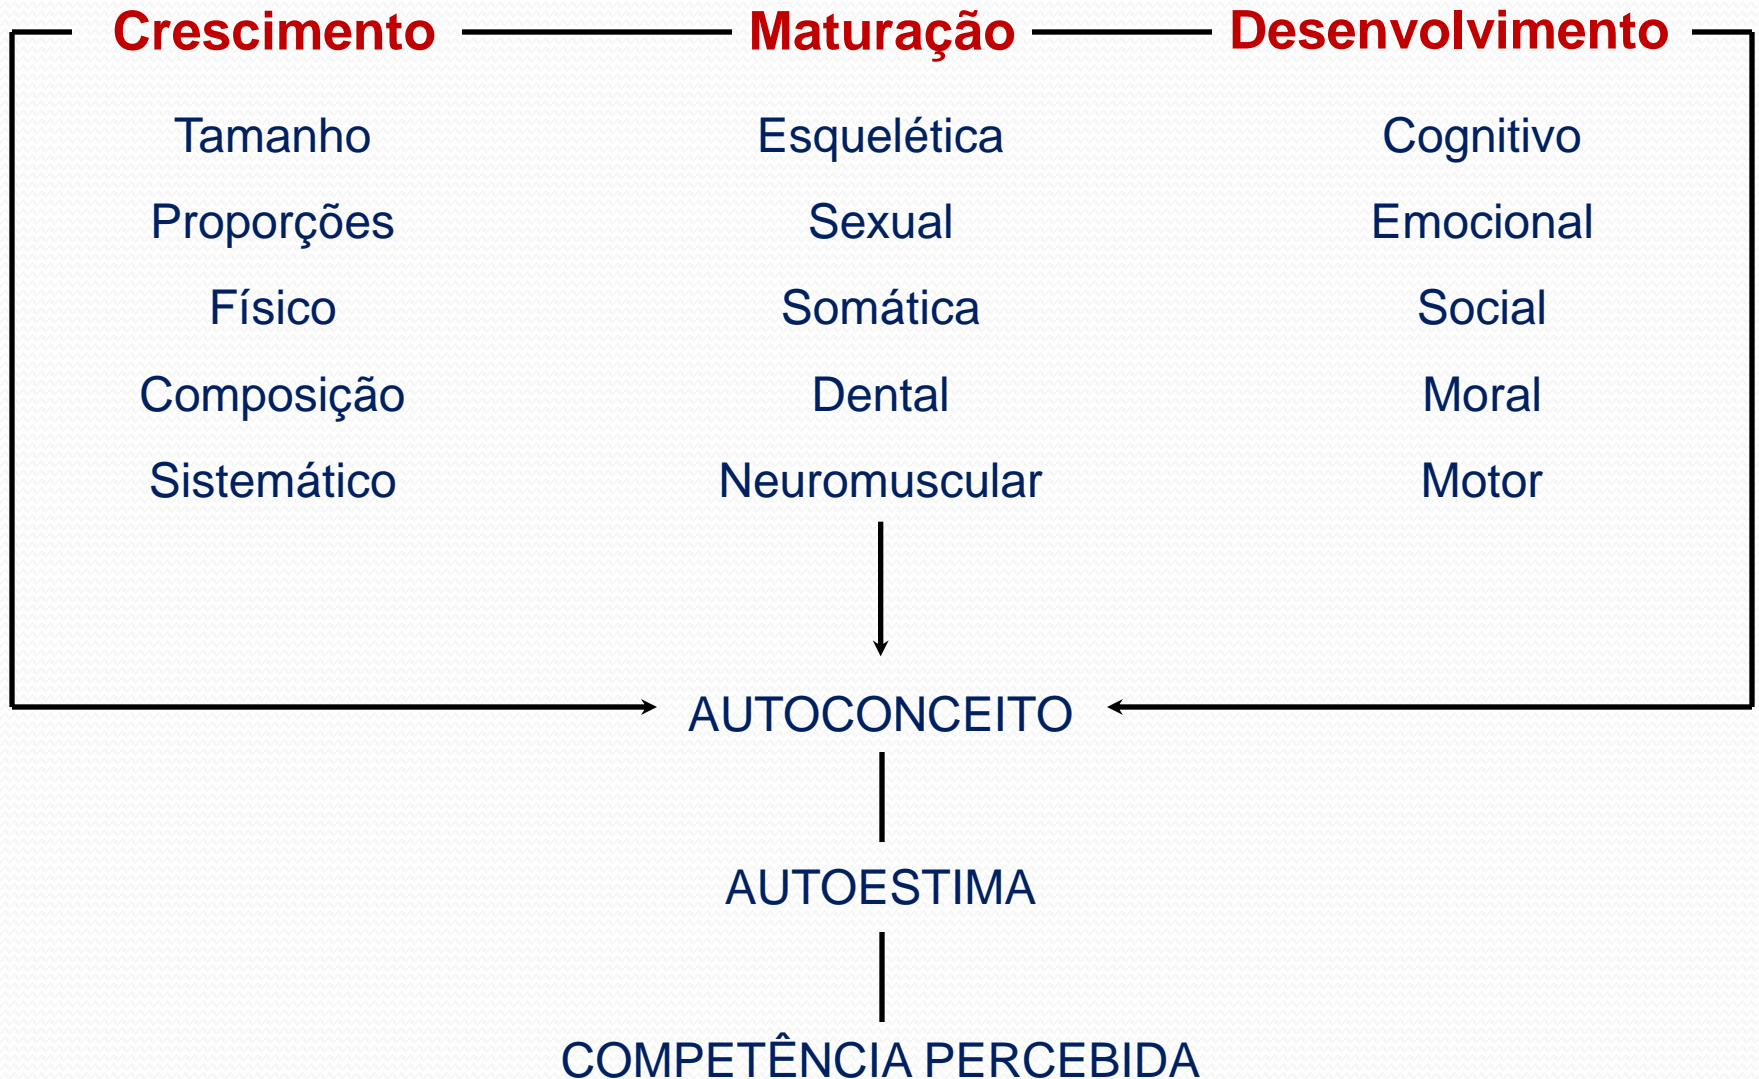 Crescimento Maturação Desenvolvimento
Tamanho Esquelética Cognitivo
Proporções Sexual Emocional
Físico Somática Social
Composição Dental Moral
Sistemático Neuromuscular Motor
AUTOCONCEITO
AUTOESTIMA
COMPETÊNCIA PERCEBIDA